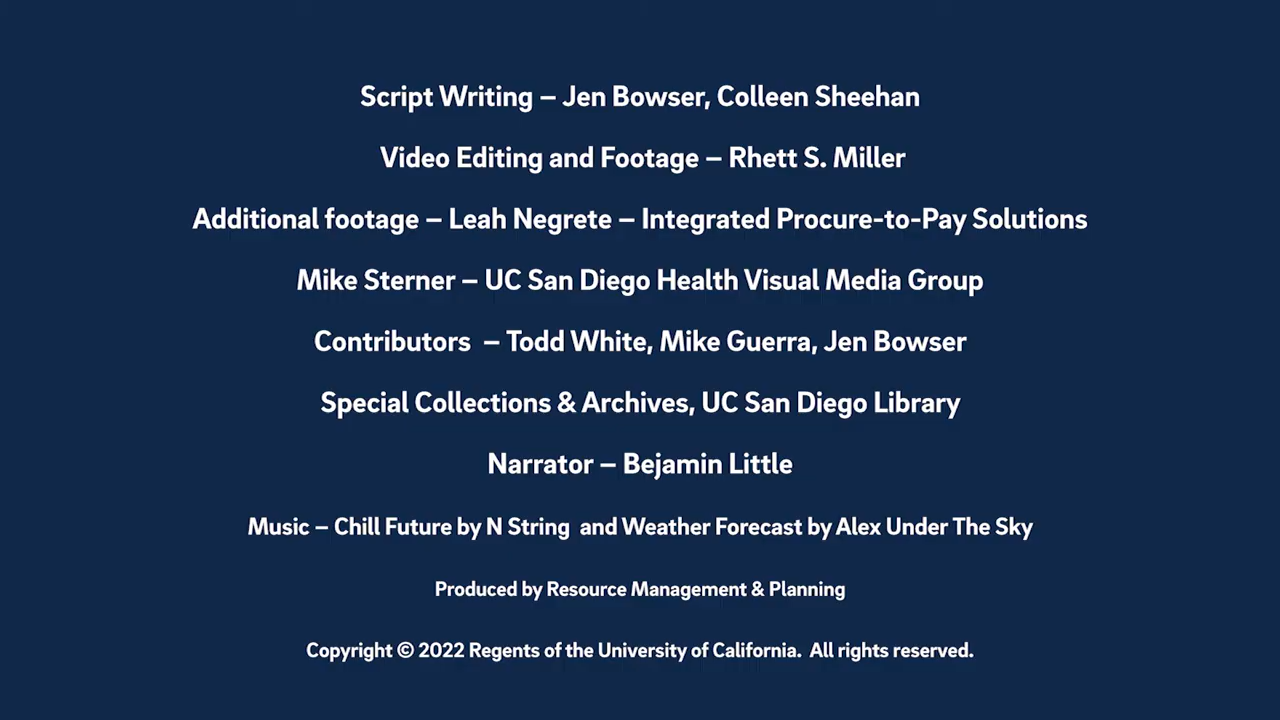 Script Writing – Jen Bowser, Colleen Sheehan
Video Editing and Footage – Rhett S. Miller
Additional footage – Leah Negrete – Integrated Procure-to-Pay Solutions
Mike Sterner – UC San Diego Health Visual Media Group
Contributors – Todd White, Mike Guerra, Jen Bowser
Special Collections & Archives, UC San Diego Library
Narrator – Bejamin Little
Music – Chill Future by N String and Weather Forecast by Alex Under The Sky
Produced by Resource Management & Planning
Copyright © 2022 Regents of the University of California. All rights reserved.